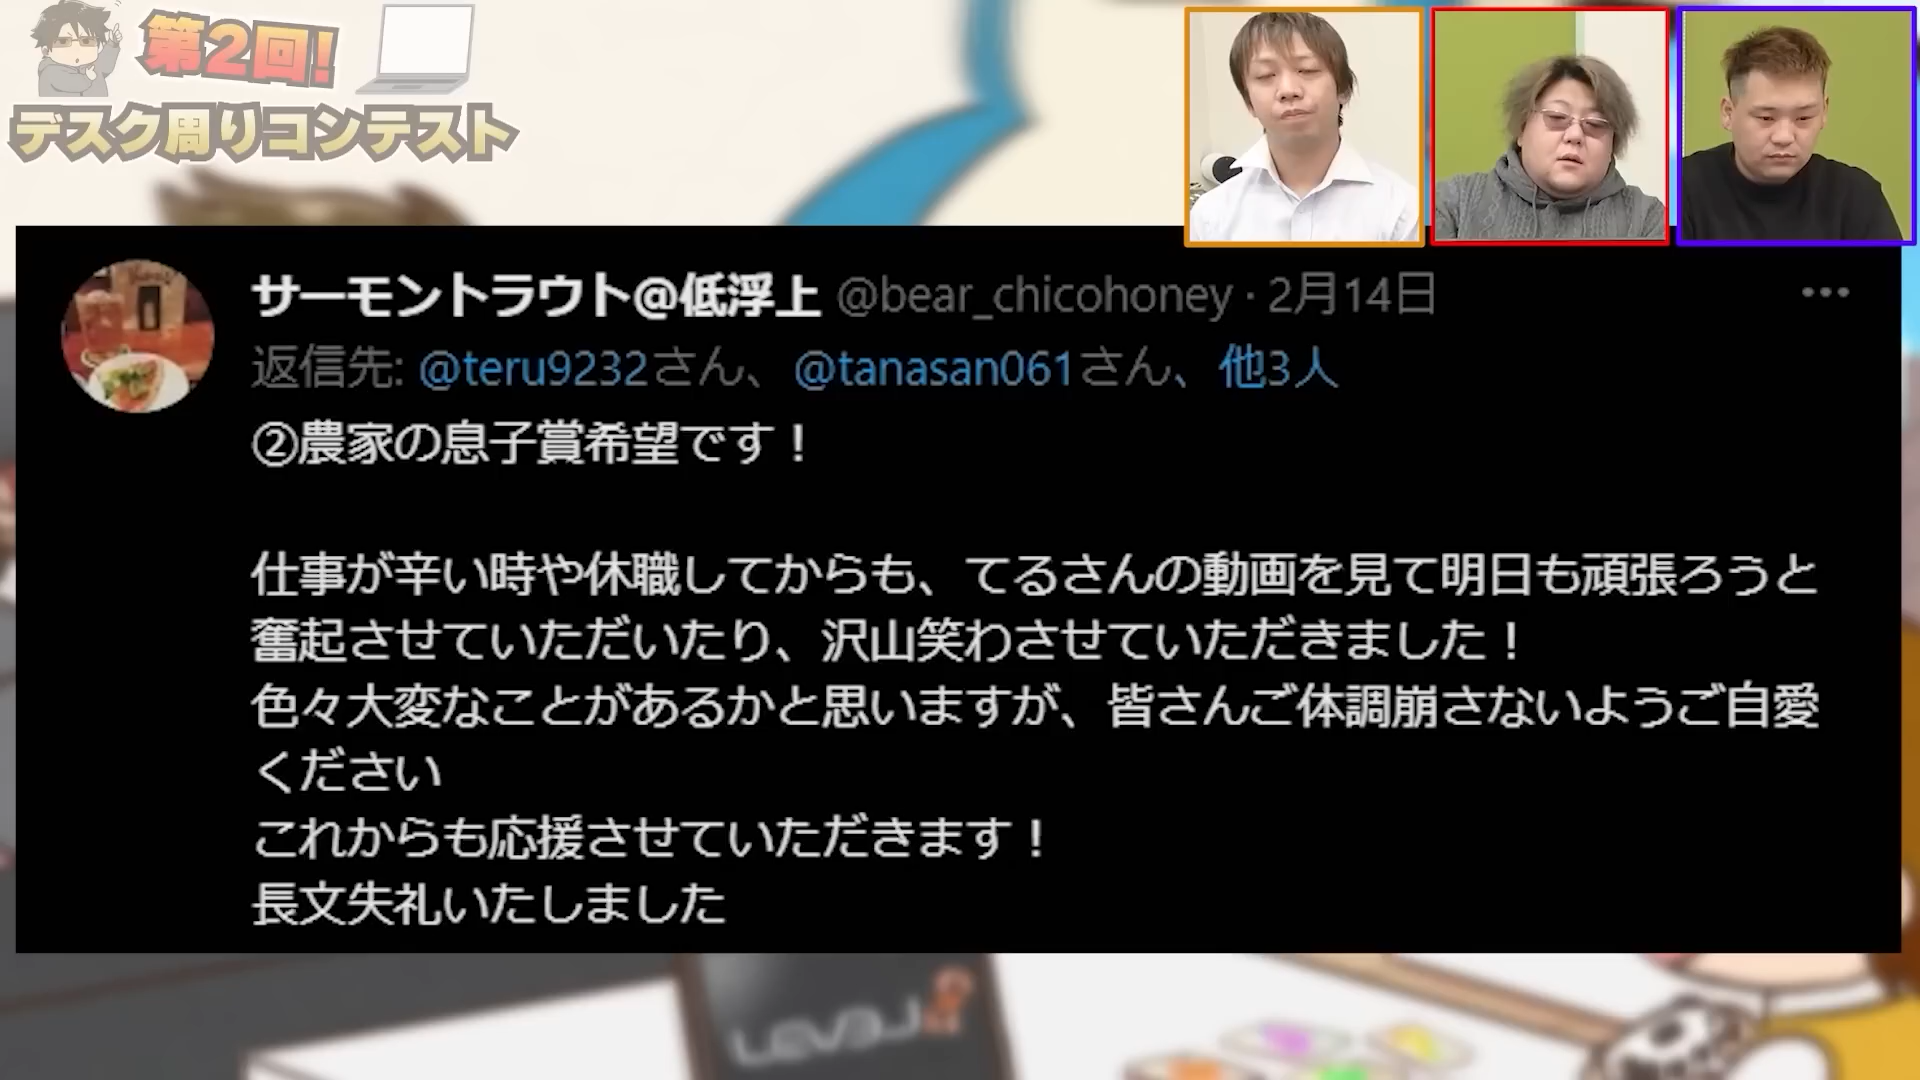 第2回!
デスク周りコンテスト
サーモントラウト@低浮上 @bear_chicohoney · 2月14日
返信先: @teru9232さん、@tanasan061さん、他3人
②農家の息子賞希望です！
仕事が辛い時や休職してからも、てるさんの動画を見て明日も頑張ろうと
奮起させていただいたり、沢山笑わさせていただきました！
色々大変なことがあるかと思いますが、皆さんご体調崩さないようご自愛
ください
これからも応援させていただきます！
長文失礼いたしました